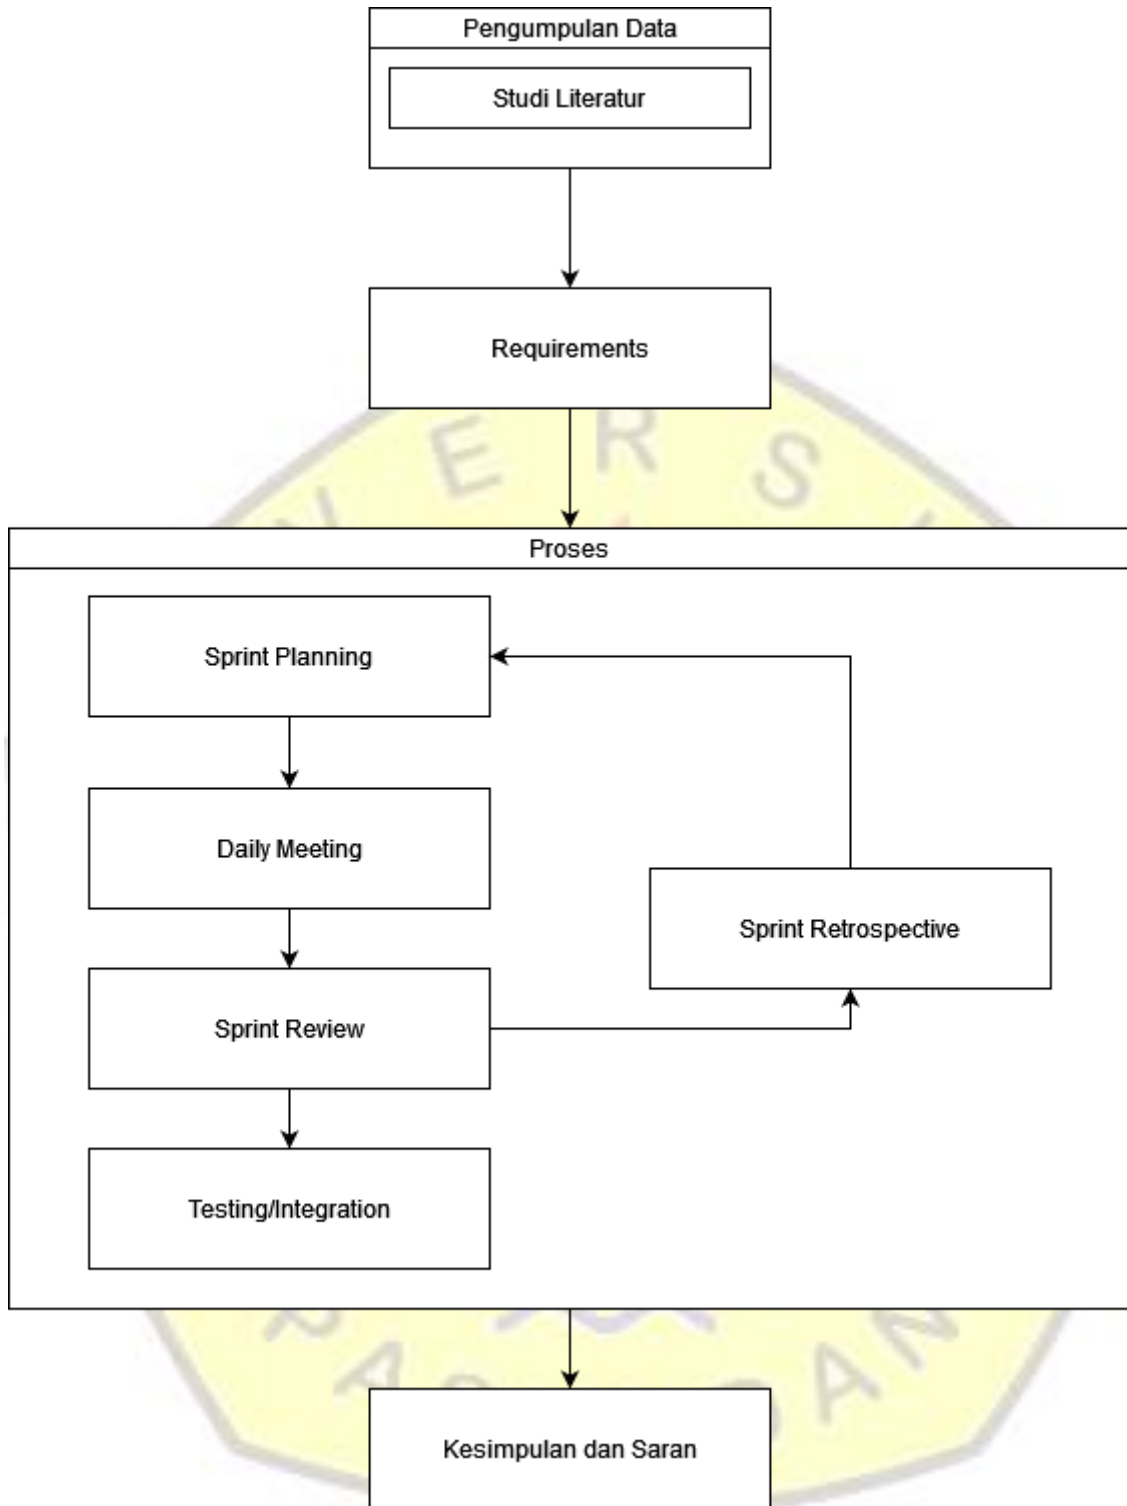 Pengumpulan Data
Studi Literatur
Requirements
E R S
Proses
Sprint Planning
Daily Meeting
Sprint Retrospective
Sprint Review
Testing/Integration
Kesimpulan dan Saran